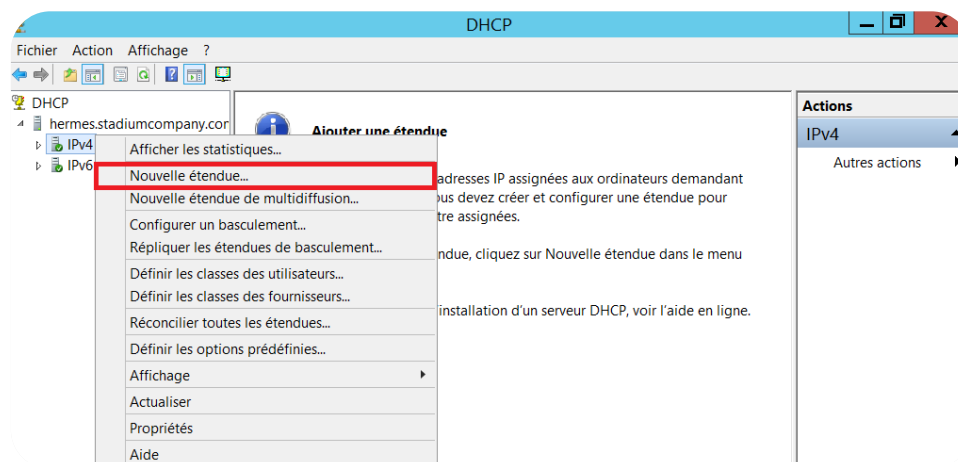 DHCP
Fichier Action Affichage ?
DHCP
hermes.stadiumcompany.cor
IPv4
IPv6
Afficher les statistiques...
Nouvelle étendue...
Nouvelle étendue de multidiffusion...
Configurer un basculement...
Répliquer les étendues de basculement...
Définir les classes des utilisateurs...
Définir les classes des fournisseurs...
Réconcilier toutes les étendues...
Définir les options prédéfinies...
Affichage
Actualiser
Propriétés
Aide
Ajouter une étendue
adresses IP assignées aux ordinateurs demandant
ous devez créer et configurer une étendue pour
tre assignées.
ndue, cliquez sur Nouvelle étendue dans le menu
'installation d'un serveur DHCP, voir l'aide en ligne.
Actions
IPv4
Autres actions